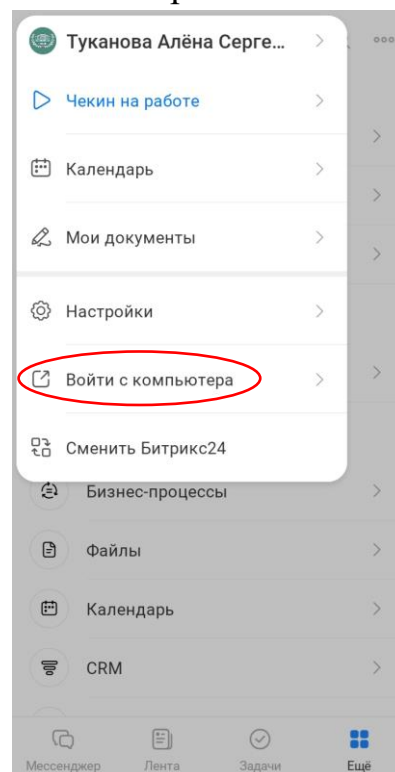 Туканова Алёна Серге...
Чекин на работе
Календарь
Мои документы
Настройки
Войти с компьютера
Сменить Битрикс24
Бизнес-процессы
Файлы
Календарь
CRM
Мессенджер Лента Задачи Ещё